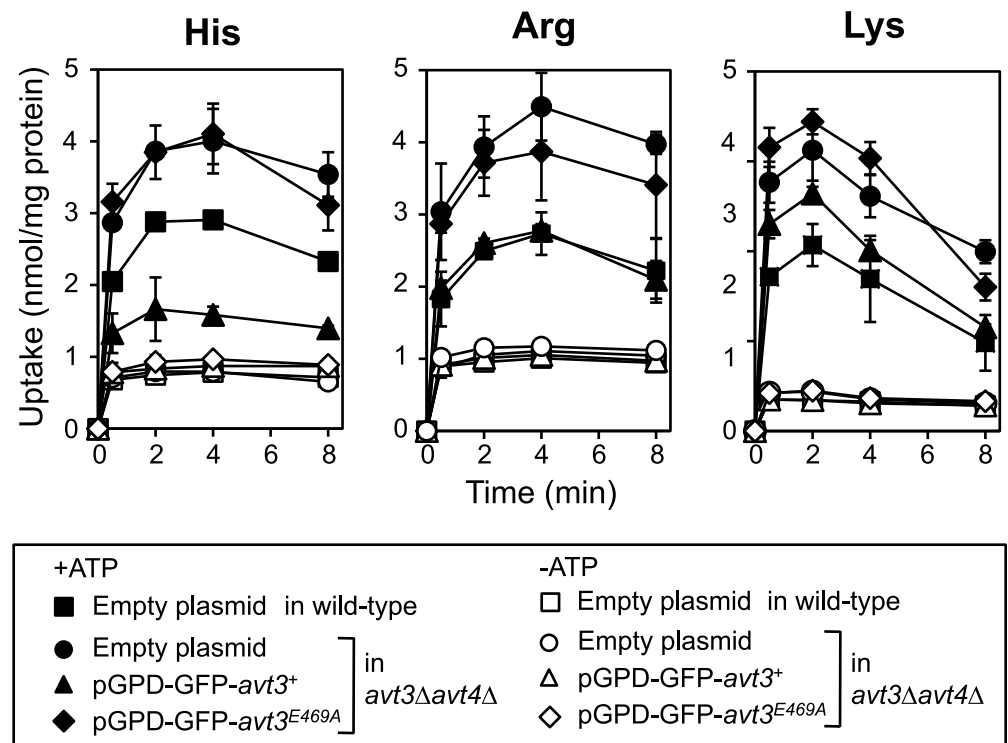 His
Arg
Lys
Uptake (nmol/mg protein)
5
4
3
2
1
0
0 2 4 6 8
5
4
3
2
1
0
0 2 4 6 8
5
4
3
2
1
0
0 2 4 6 8
Time (min)
+ATP
Empty plasmid in wild-type
Empty plasmid
pGPD-GFP-avt3⁺
pGPD-GFP-avt3ᴱ⁴⁶⁹ᴬ
in
avt3Δavt4Δ
-ATP
Empty plasmid in wild-type
Empty plasmid
pGPD-GFP-avt3⁺
pGPD-GFP-avt3ᴱ⁴⁶⁹ᴬ
in
avt3Δavt4Δ